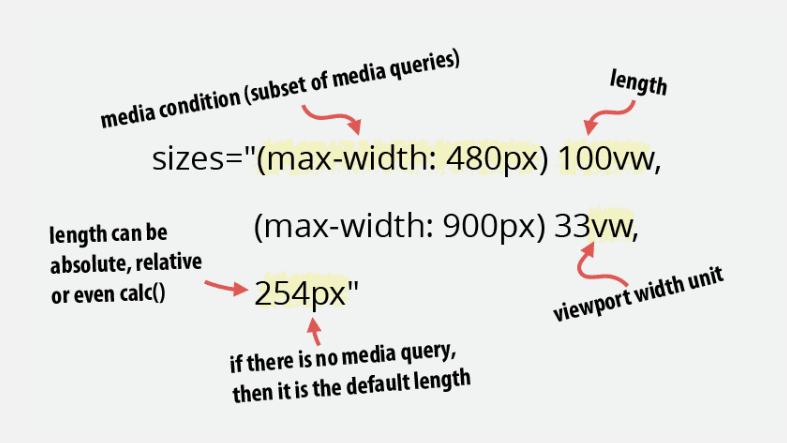 media condition (subset of media queries)
length
sizes="(max-width: 480px) 100vw,
(max-width: 900px) 33vw,
length can be
absolute, relative
or even calc()
254px"
viewport width unit
if there is no media query,
then it is the default length